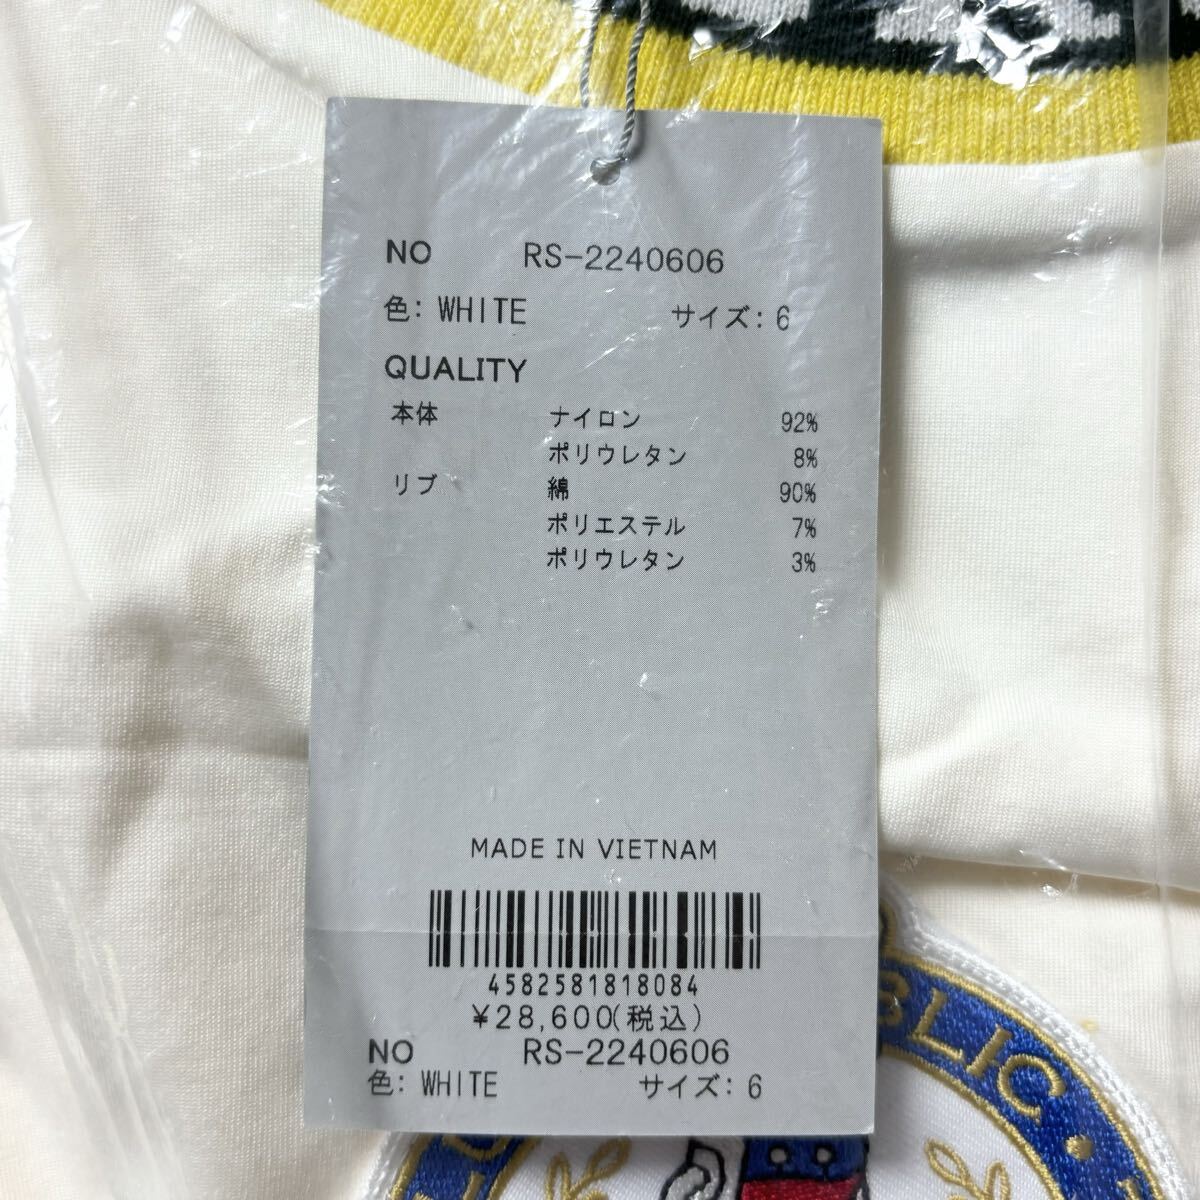 NO RS-2240606
色: WHITE サイズ: 6
QUALITY
本体 ナイロン 92%
ポリウレタン 8%
リブ 綿 90%
ポリエステル 7%
ポリウレタン 3%
MADE IN VIETNAM
4582581818084
¥28,600(税込)
NO RS-2240606
色: WHITE サイズ: 6
SLIC